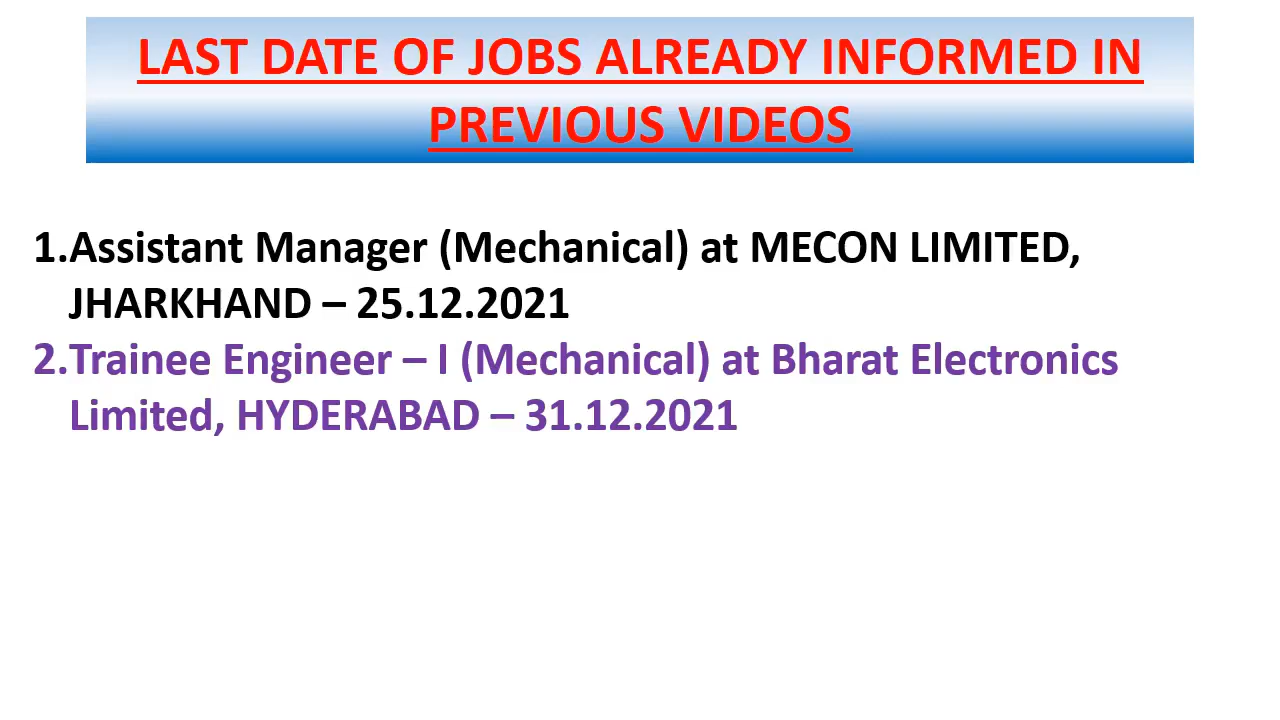 LAST DATE OF JOBS ALREADY INFORMED IN
PREVIOUS VIDEOS
1.Assistant Manager (Mechanical) at MECON LIMITED,
JHARKHAND – 25.12.2021
2.Trainee Engineer – I (Mechanical) at Bharat Electronics
Limited, HYDERABAD – 31.12.2021